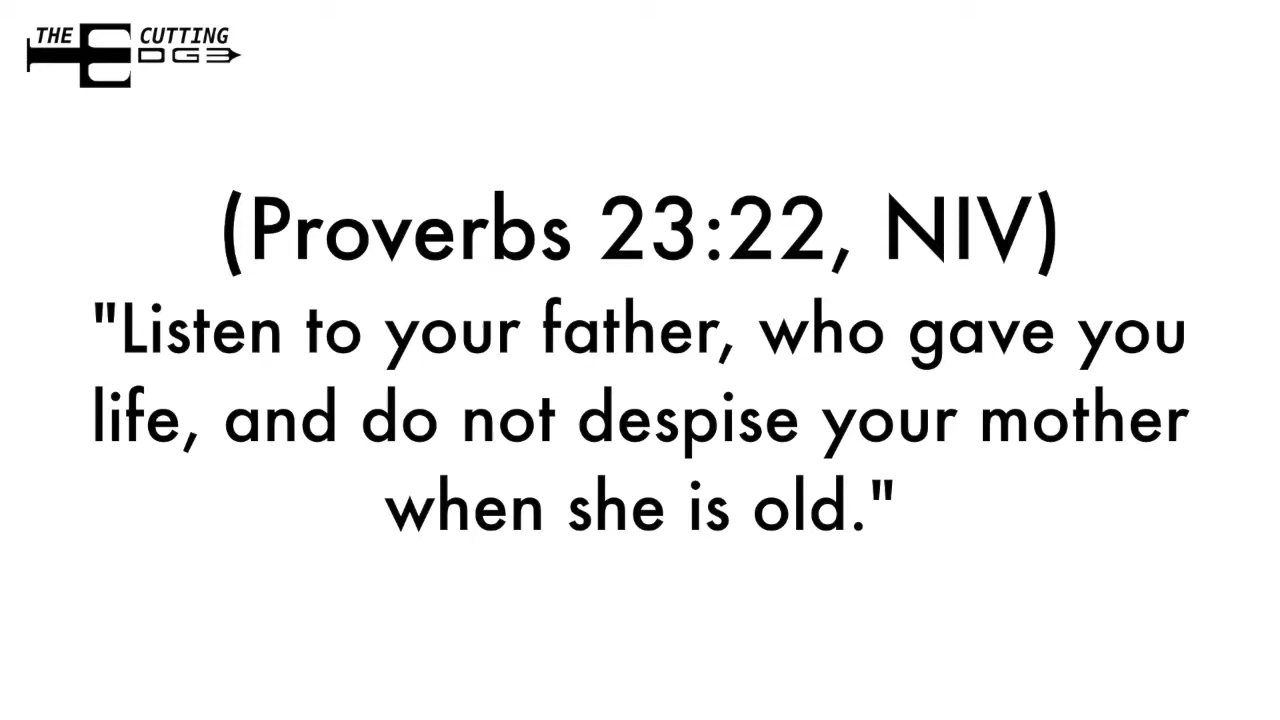 THE CUTTING
EDGE
(Proverbs 23:22, NIV)
"Listen to your father, who gave you
life, and do not despise your mother
when she is old."